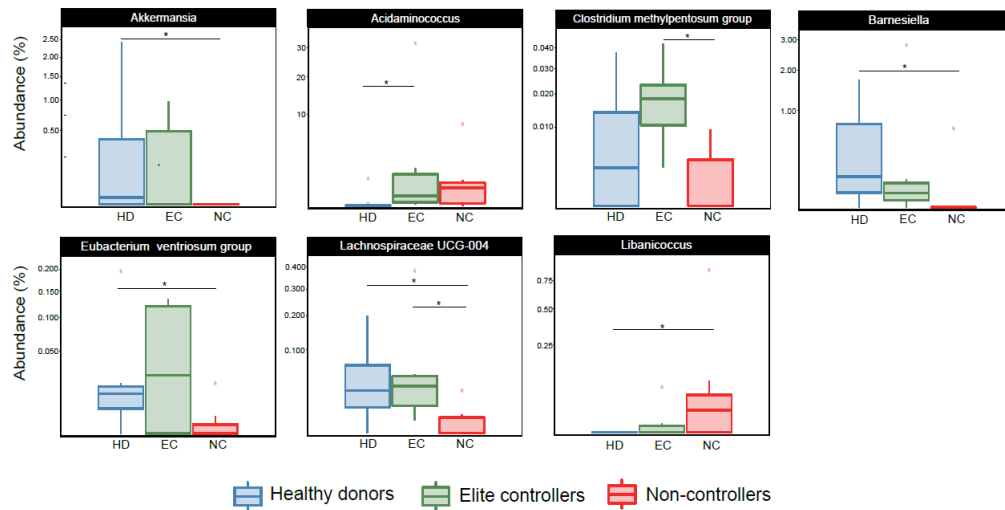 Akkermansia
Acidaminococcus
Clostridium methylpentosum group
Barnesiella
Abundance (%)
2.50
2.00
1.50
1.00
0.50
*
HD EC NC
30
20
10
*
HD EC NC
0.040
0.030
0.020
0.010
*
HD EC NC
3.00
2.00
1.00
*
HD EC NC
Eubacterium ventriosum group
Lachnospiraceae UCG-004
Libanicoccus
Abundance (%)
0.200
0.150
0.100
0.050
*
HD EC NC
0.400
0.300
0.200
0.100
*
*
HD EC NC
0.75
0.50
0.25
*
HD EC NC
Healthy donors Elite controllers Non-controllers